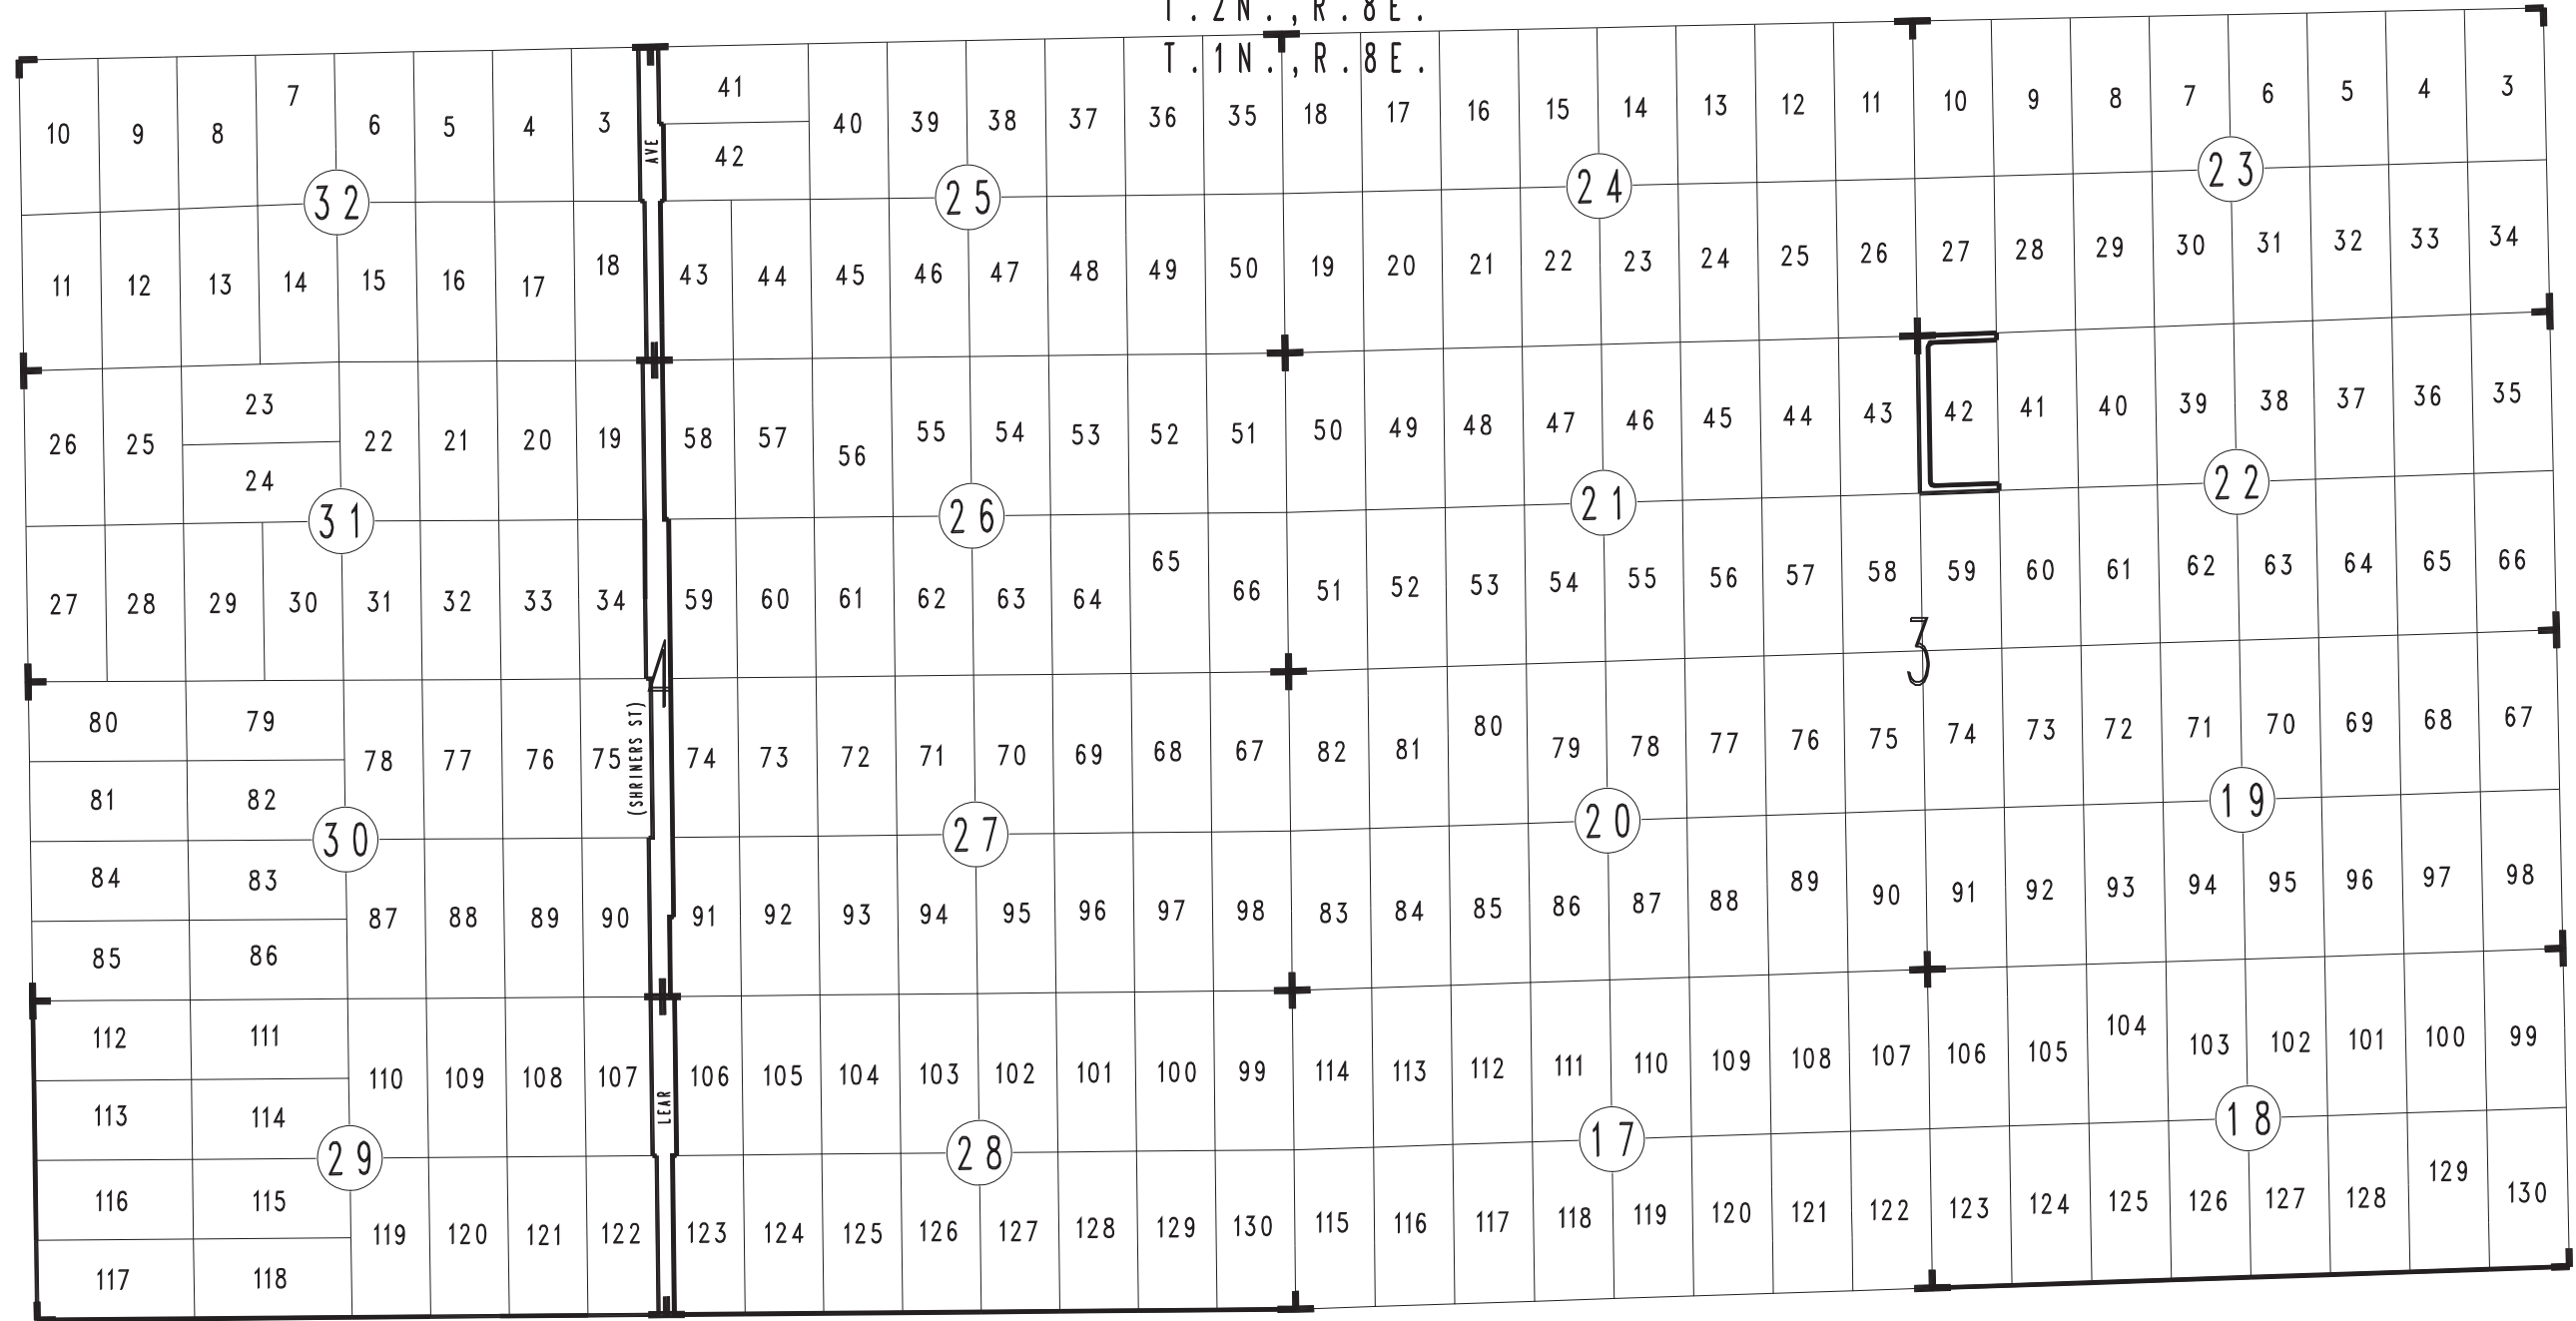 T.2N.,R.8E.
T.1N.,R.8E.
10 9 8 7 6 5 4 3 AVE 41 40 39 38 37 36 35 18 17 16 15 14 13 12 11 10 9 8 7 6 5 4 3
42
32 25 24 23
11 12 13 14 15 16 17 18 43 44 45 46 47 48 49 50 19 20 21 22 23 24 25 26 27 28 29 30 31 32 33 34
26 25 23 22 21 20 19 58 57 56 55 54 53 52 51 50 49 48 47 46 45 44 43 42 41 40 39 38 37 36 35
24
31 26 21 22
27 28 29 30 31 32 33 34 59 60 61 62 63 64 65 66 51 52 53 54 55 56 57 58 59 60 61 62 63 64 65 66
4 3
80 79 78 77 76 75 (SHRINERS ST) 74 73 72 71 70 69 68 67 82 81 80 79 78 77 76 75 74 73 72 71 70 69 68 67
81 82
30 27 20 19
84 83 87 88 89 90 91 92 93 94 95 96 97 98 83 84 85 86 87 88 89 90 91 92 93 94 95 96 97 98
85 86
112 111 110 109 108 107 LEAR 106 105 104 103 102 101 100 99 114 113 112 111 110 109 108 107 106 105 104 103 102 101 100 99
113 114
29 28 17 18
116 115 119 120 121 122 123 124 125 126 127 128 129 130 115 116 117 118 119 120 121 122 123 124 125 126 127 128 129 130
117 118